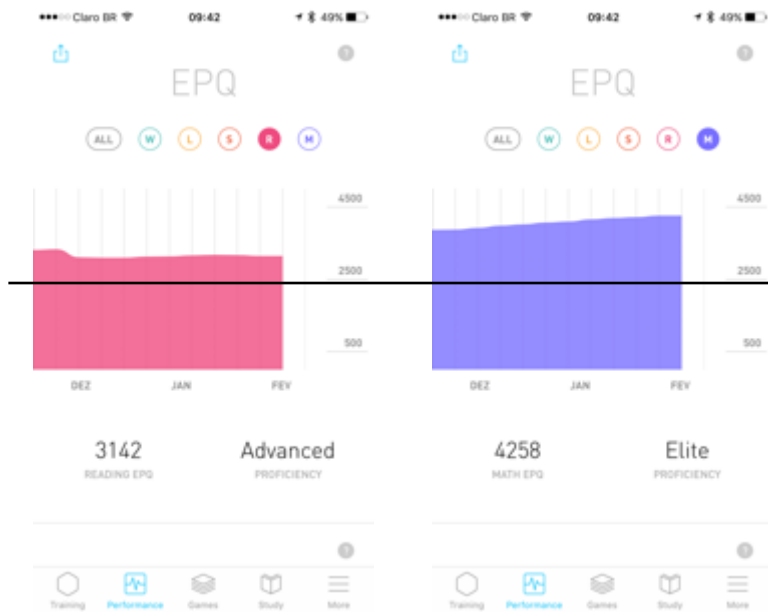 Claro BR 09:42 49%
?
EPQ
ALL W L S R M
4500
2500
500
DEZ JAN FEV
3142 Advanced
READING EPQ PROFICIENCY
?
Training Performance Games Study More
Claro BR 09:42 49%
?
EPQ
ALL W L S R M
4500
2500
500
DEZ JAN FEV
4258 Elite
MATH EPQ PROFICIENCY
?
Training Performance Games Study More